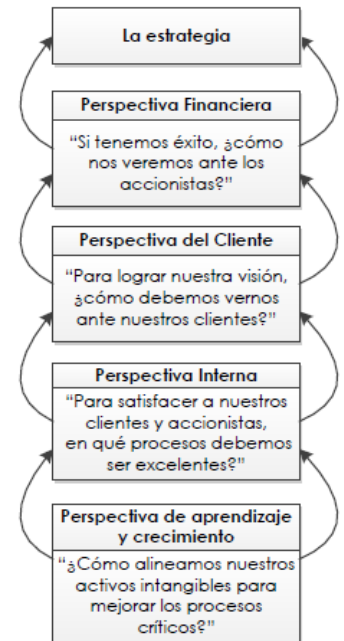 La estrategia
Perspectiva Financiera
“Si tenemos éxito, ¿cómo
nos veremos ante los
accionistas?”
Perspectiva del Cliente
“Para lograr nuestra visión,
¿cómo debemos vernos
ante nuestros clientes?”
Perspectiva Interna
“Para satisfacer a nuestros
clientes y accionistas,
en qué procesos debemos
ser excelentes?”
Perspectiva de aprendizaje
y crecimiento
“¿Cómo alineamos nuestros
activos intangibles para
mejorar los procesos
críticos?”